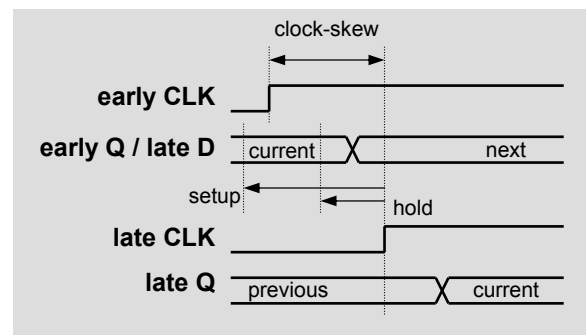 clock-skew
early CLK
early Q / late D current next
setup
hold
late CLK
late Q previous current